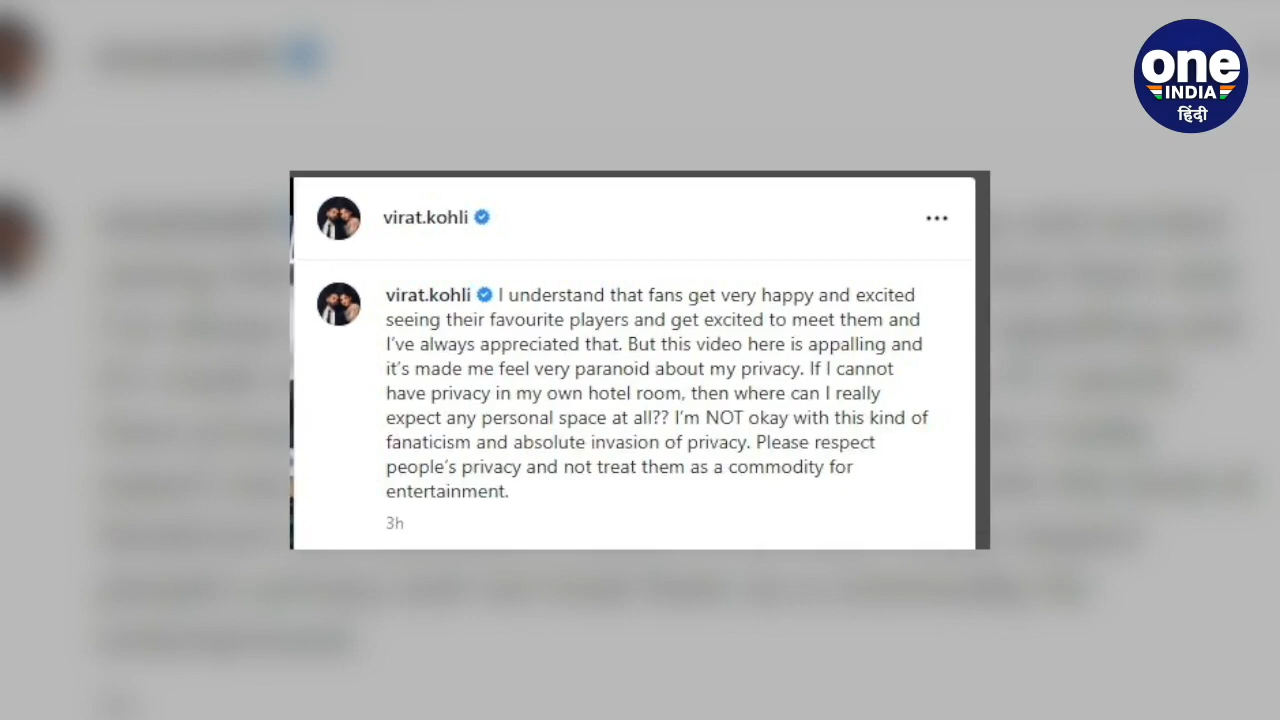 one
INDIA
हिंदी
virat.kohli
virat.kohli I understand that fans get very happy and excited
seeing their favourite players and get excited to meet them and
I've always appreciated that. But this video here is appalling and
it's made me feel very paranoid about my privacy. If I cannot
have privacy in my own hotel room, then where can I really
expect any personal space at all?? I'm NOT okay with this kind of
fanaticism and absolute invasion of privacy. Please respect
people's privacy and not treat them as a commodity for
entertainment.
3h